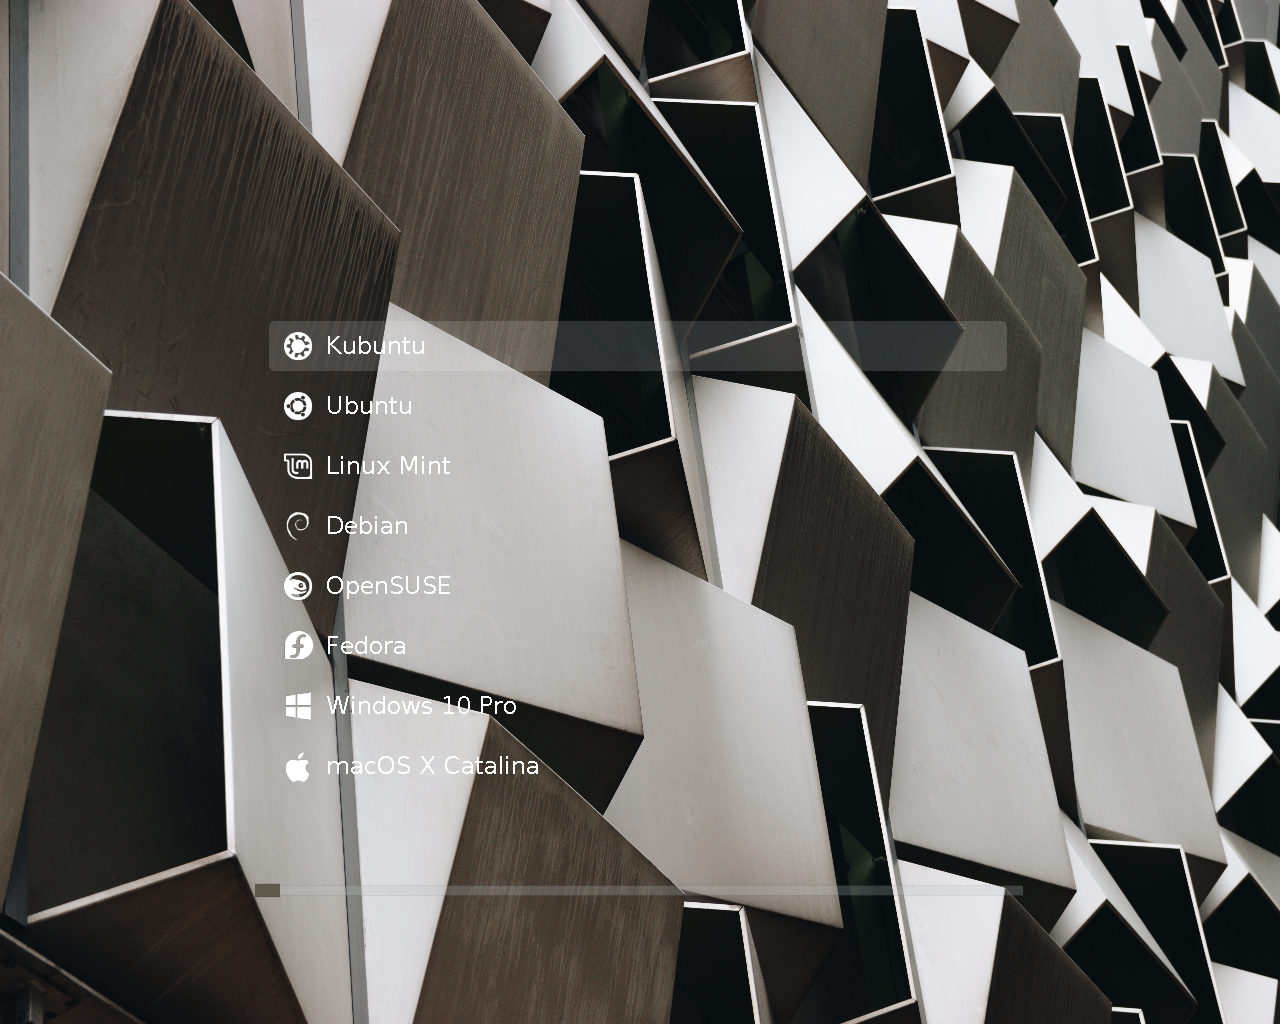 Kubuntu
Ubuntu
Linux Mint
Debian
OpenSUSE
Fedora
Windows 10 Pro
macOS X Catalina